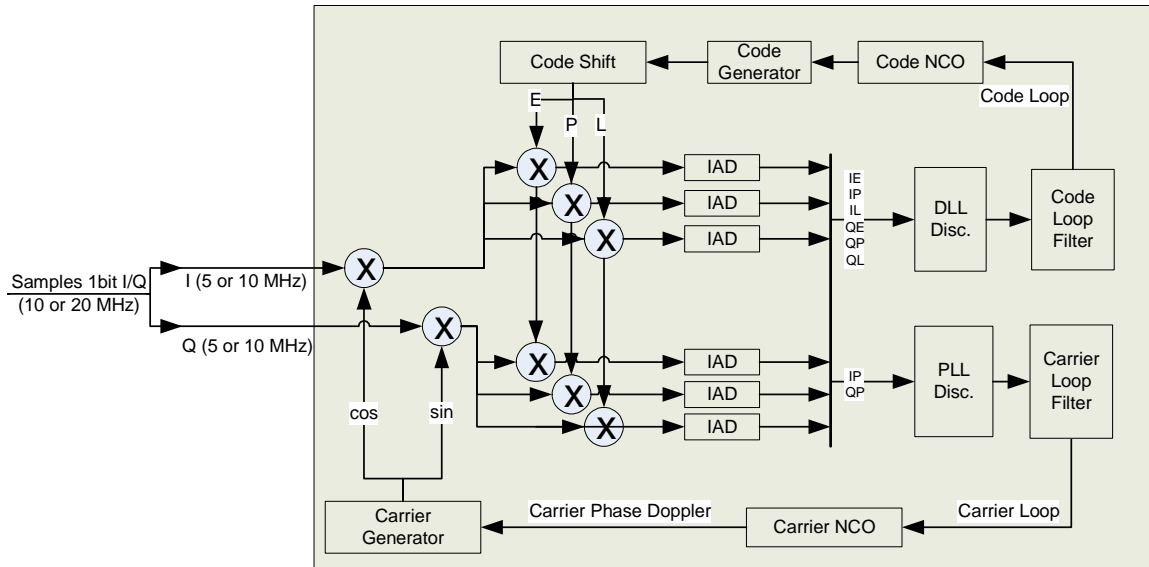 Code Shift
Code
Generator
Code NCO
Code Loop
E
P
L
X
X
X
IAD
IAD
IAD
IE
IP
IL
QE
QP
QL
DLL
Disc.
Code
Loop
Filter
Samples 1bit I/Q
(10 or 20 MHz)
I (5 or 10 MHz)
X
Q (5 or 10 MHz)
X
cos
sin
X
X
X
IAD
IAD
IAD
IP
QP
PLL
Disc.
Carrier
Loop
Filter
Carrier
Generator
Carrier Phase Doppler
Carrier NCO
Carrier Loop